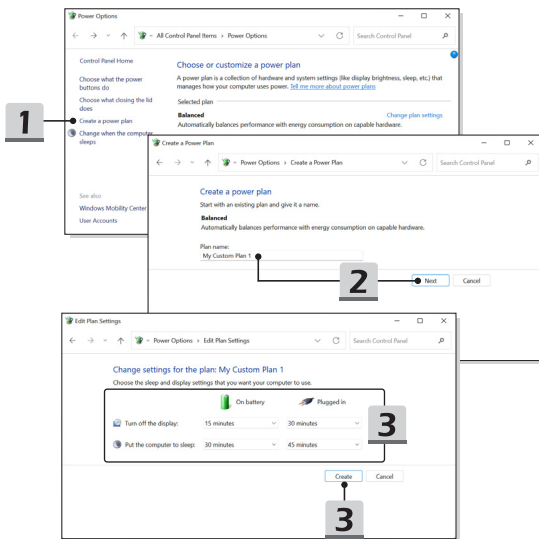 Power Options
All Control Panel Items › Power Options
Search Control Panel
Control Panel Home
Choose what the power
buttons do
Choose what closing the lid
does
Create a power plan
Change when the computer
sleeps
See also
Windows Mobility Center
User Accounts
Choose or customize a power plan
A power plan is a collection of hardware and system settings (like display brightness, sleep, etc.) that
manages how your computer uses power. Tell me more about power plans
Selected plan
Balanced
Change plan settings
Automatically balances performance with energy consumption on capable hardware.
1
Create a Power Plan
Power Options › Create a Power Plan
Search Control Panel
Create a power plan
Start with an existing plan and give it a name.
Balanced
Automatically balances performance with energy consumption on capable hardware.
Plan name:
My Custom Plan 1
2
Next
Cancel
Edit Plan Settings
Power Options › Edit Plan Settings
Search Control Panel
Change settings for the plan: My Custom Plan 1
Choose the sleep and display settings that you want your computer to use.
On battery
Plugged in
Turn off the display:
15 minutes
30 minutes
Put the computer to sleep:
30 minutes
45 minutes
3
Create
Cancel
3